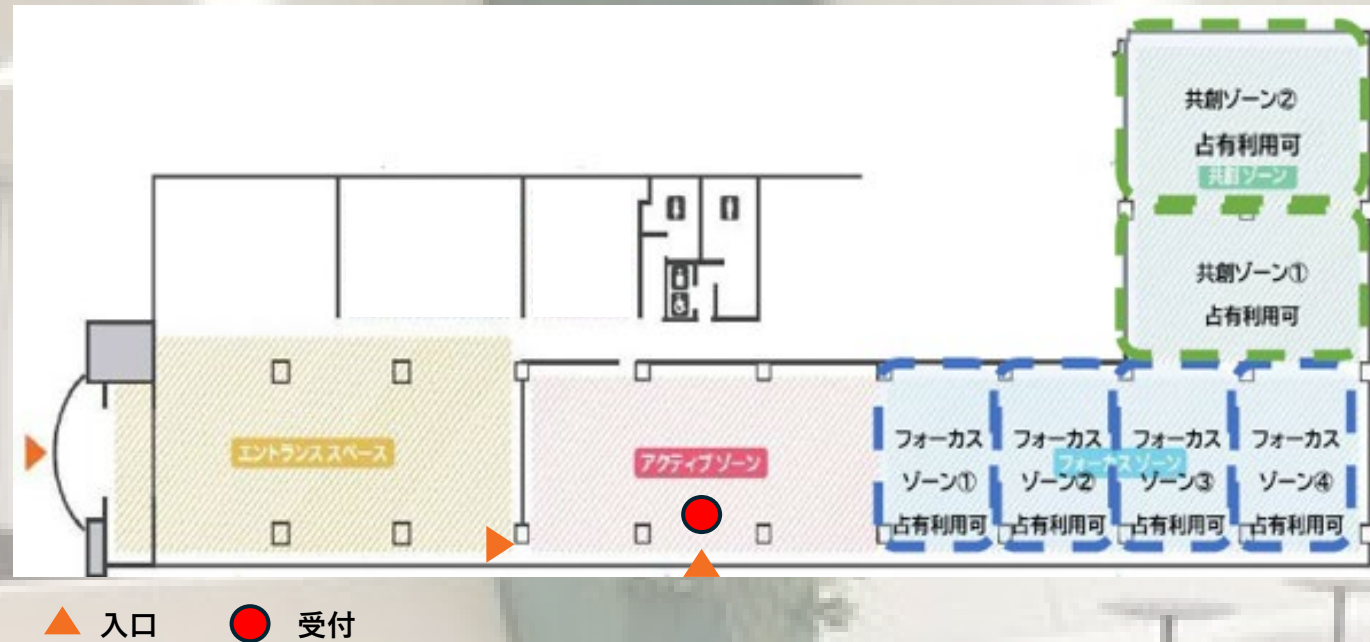 共創ゾーン②
占有利用可
共創ゾーン
共創ゾーン①
占有利用可
エントランススペース
アクティブゾーン
フォーカスゾーン
フォーカス
ゾーン①
占有利用可
フォーカス
ゾーン②
占有利用可
フォーカス
ゾーン③
占有利用可
フォーカス
ゾーン④
占有利用可
入口
受付